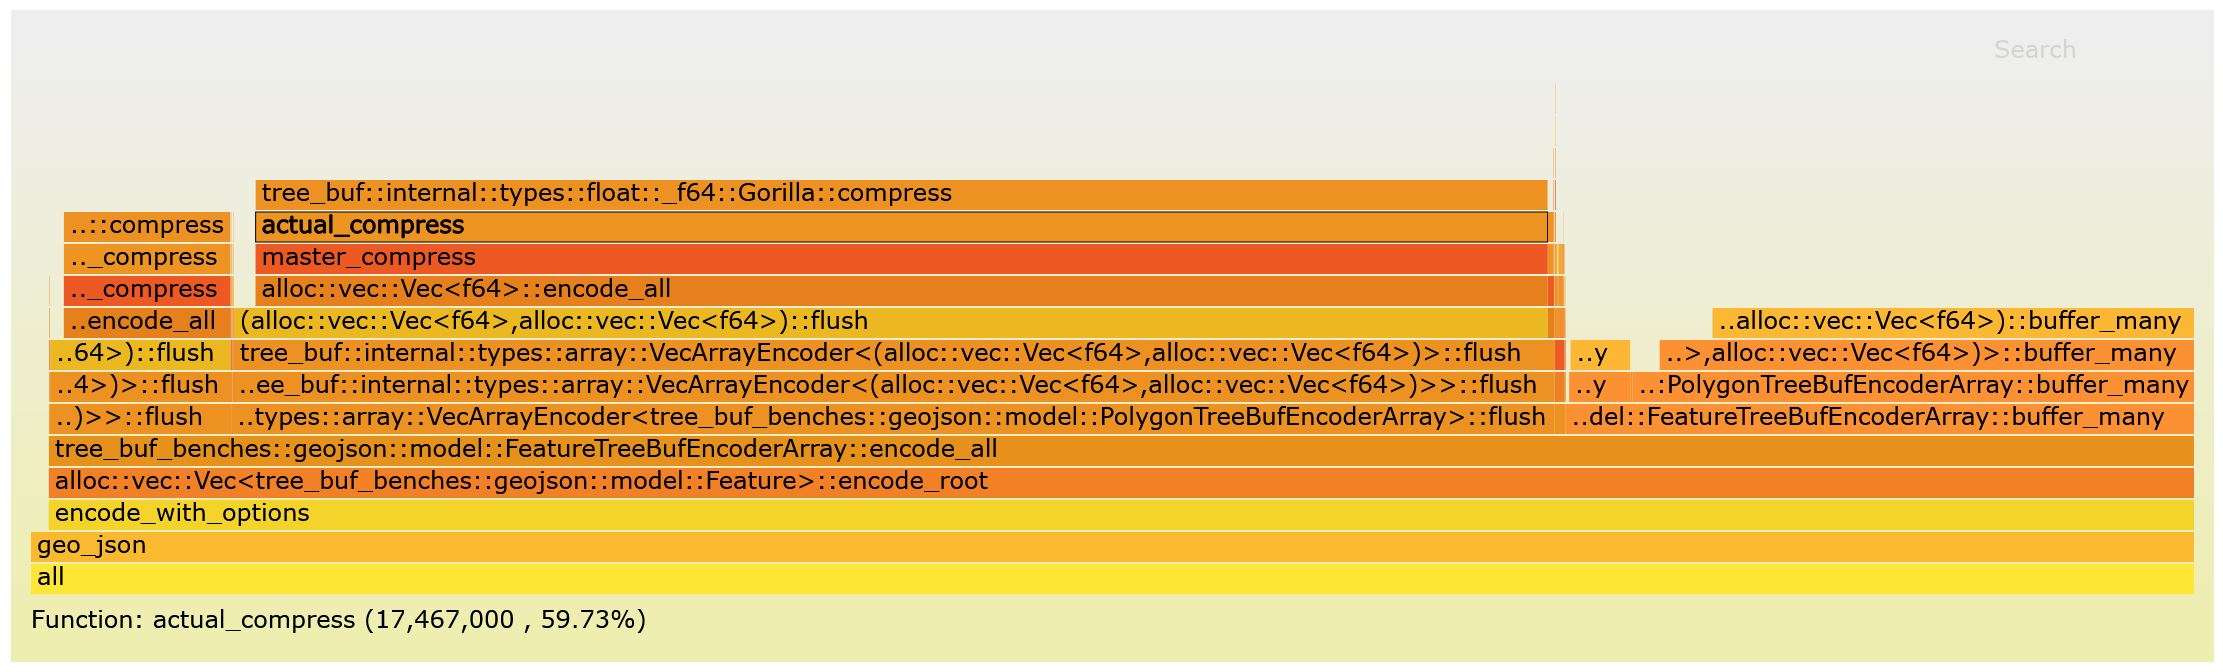 Search
tree_buf::internal::types::float::_f64::Gorilla::compress
..::compress actual_compress
.._compress master_compress
.._compress alloc::vec::Vec<f64>::encode_all
..encode_all (alloc::vec::Vec<f64>,alloc::vec::Vec<f64>)::flush ..alloc::vec::Vec<f64>)::buffer_many
..64>)::flush tree_buf::internal::types::array::VecArrayEncoder<(alloc::vec::Vec<f64>,alloc::vec::Vec<f64>)>::flush ..y ..>,alloc::vec::Vec<f64>)>::buffer_many
..4>)>::flush ..ee_buf::internal::types::array::VecArrayEncoder<(alloc::vec::Vec<f64>,alloc::vec::Vec<f64>)>>::flush ..y ..:PolygonTreeBufEncoderArray::buffer_many
..)>>::flush ..types::array::VecArrayEncoder<tree_buf_benches::geojson::model::PolygonTreeBufEncoderArray>::flush ..del::FeatureTreeBufEncoderArray::buffer_many
tree_buf_benches::geojson::model::FeatureTreeBufEncoderArray::encode_all
alloc::vec::Vec<tree_buf_benches::geojson::model::Feature>::encode_root
encode_with_options
geo_json
all
Function: actual_compress (17,467,000 , 59.73%)